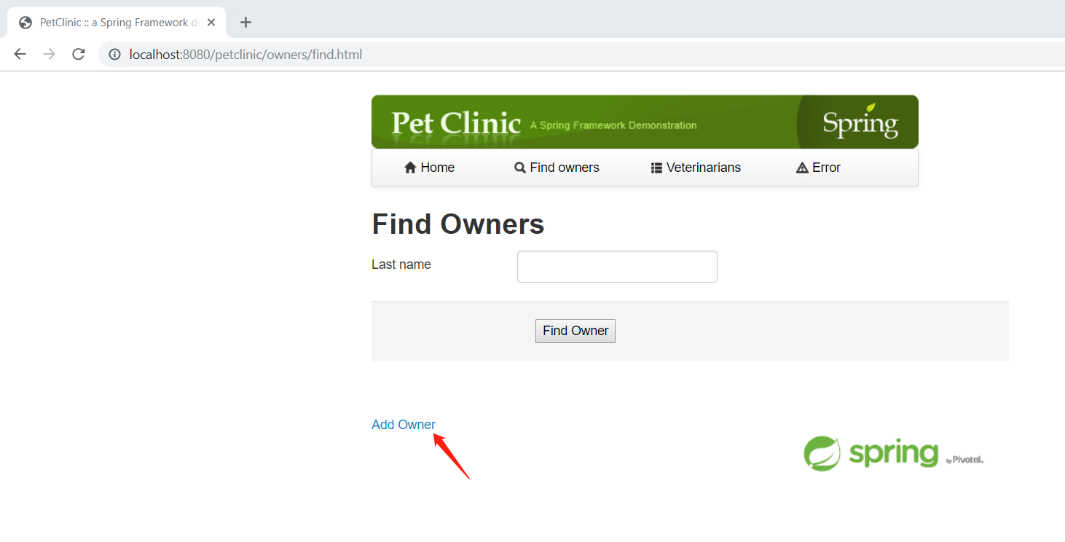 PetClinic :: a Spring Framework d
localhost:8080/petclinic/owners/find.html
Pet Clinic A Spring Framework Demonstration Spring
Home Find owners Veterinarians Error
Find Owners
Last name
Find Owner
Add Owner
spring by Pivotal.